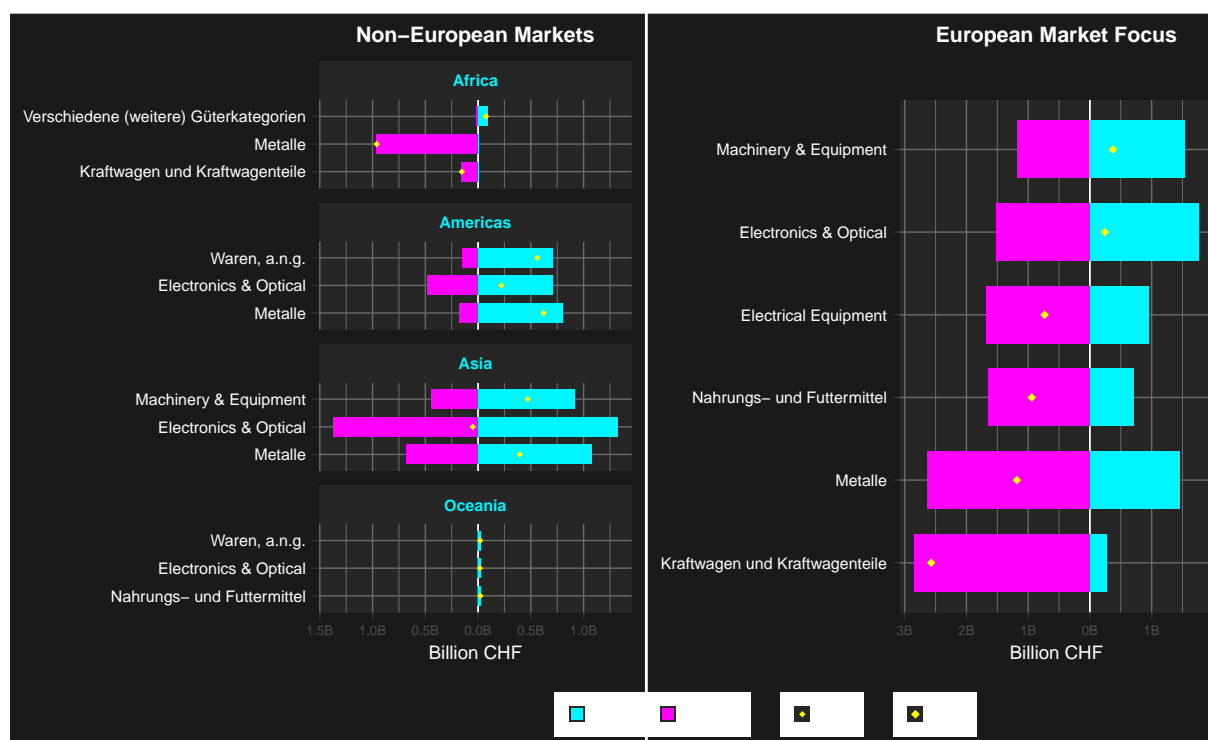 Non−European Markets
Africa
Verschiedene (weitere) Güterkategorien
Metalle
Kraftwagen und Kraftwagenteile
Americas
Waren, a.n.g.
Electronics & Optical
Metalle
Asia
Machinery & Equipment
Electronics & Optical
Metalle
Oceania
Waren, a.n.g.
Electronics & Optical
Nahrungs− und Futtermittel
1.5B 1.0B 0.5B 0.0B 0.5B 1.0B
Billion CHF
European Market Focus
Machinery & Equipment
Electronics & Optical
Electrical Equipment
Nahrungs− und Futtermittel
Metalle
Kraftwagen und Kraftwagenteile
3B 2B 1B 0B 1B
Billion CHF